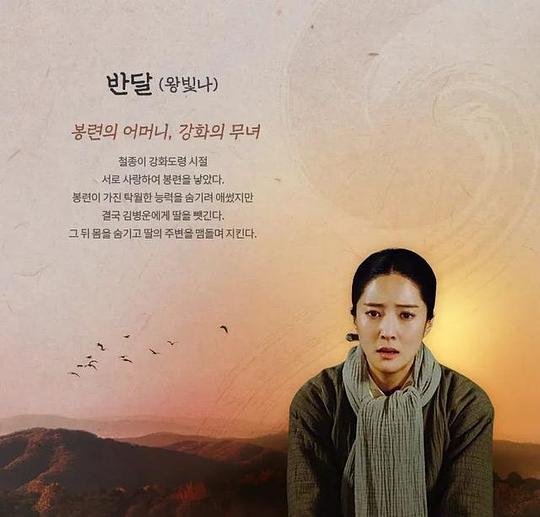 반달 (왕빛나)
봉련의 어머니, 강화의 무녀
철종이 강화도령 시절
서로 사랑하여 봉련을 낳았다.
봉련이 가진 탁월한 능력을 숨기려 애썼지만
결국 김병운에게 딸을 뺏긴다.
그 뒤 몸을 숨기고 딸의 주변을 맴돌며 지킨다.